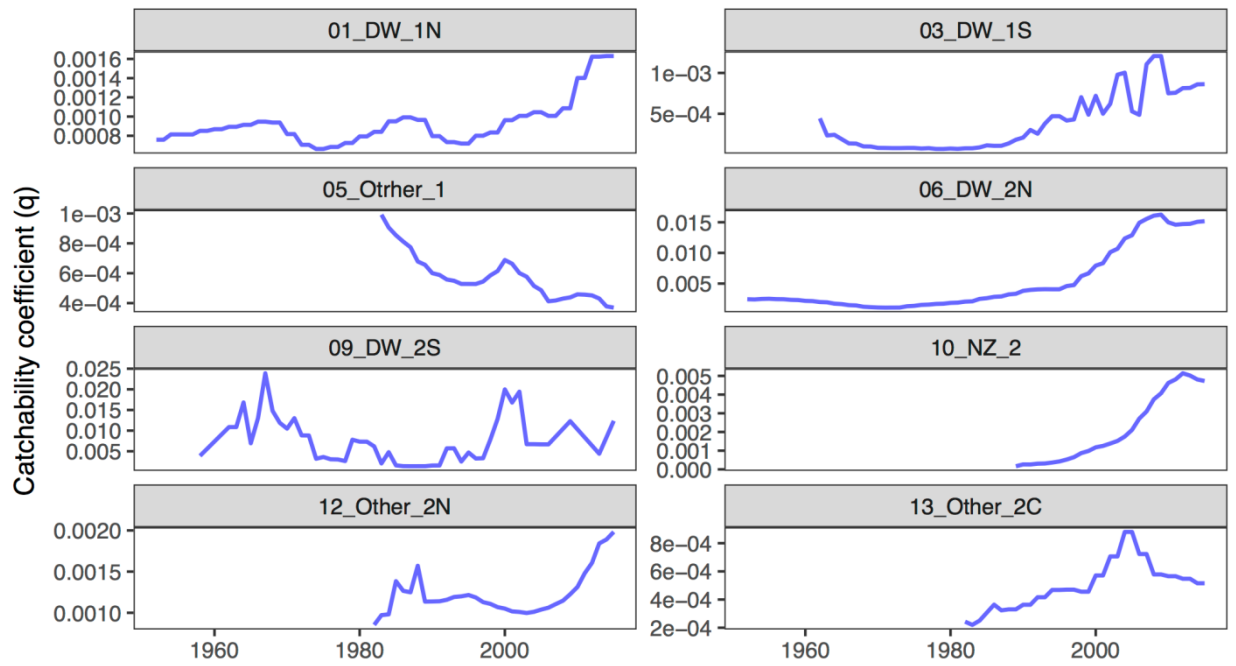 Catchability coefficient (q)
01_DW_1N
0.0016
0.0014
0.0012
0.0010
0.0008
03_DW_1S
1e−03
5e−04
05_Otrher_1
1e−03
8e−04
6e−04
4e−04
06_DW_2N
0.015
0.010
0.005
09_DW_2S
0.025
0.020
0.015
0.010
0.005
10_NZ_2
0.005
0.004
0.003
0.002
0.001
0.000
12_Other_2N
0.0020
0.0015
0.0010
13_Other_2C
8e−04
6e−04
4e−04
2e−04
1960 1980 2000
1960 1980 2000